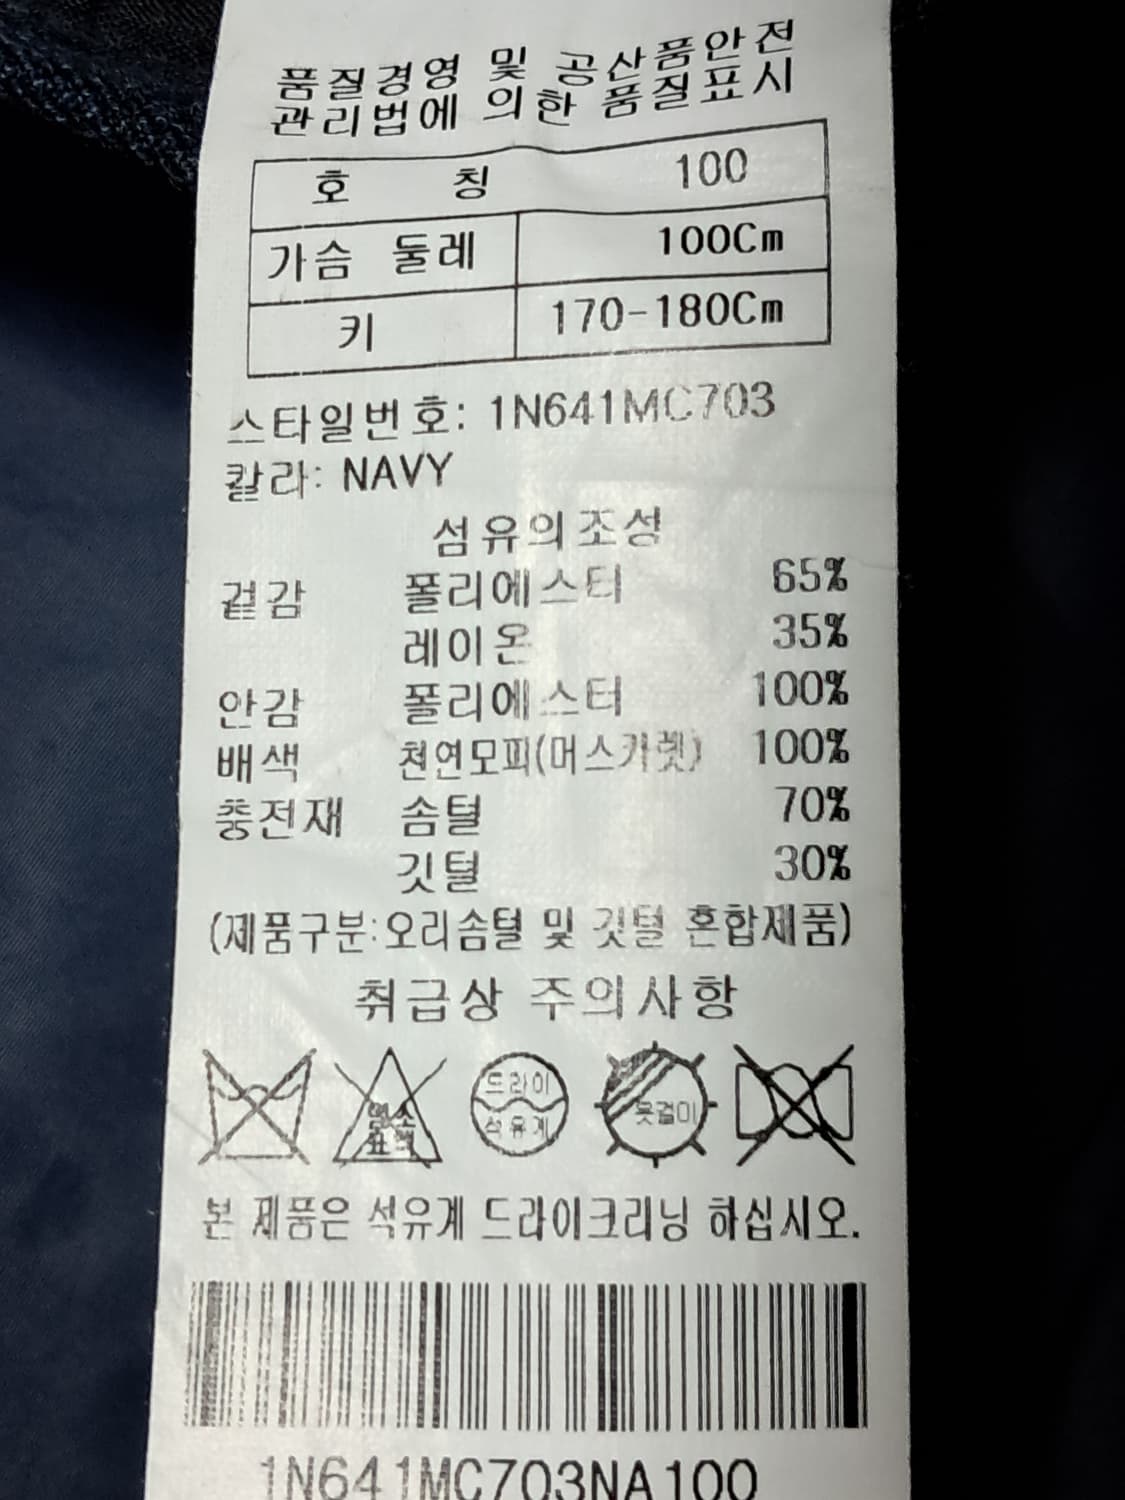 품질경영 및 공산품안전
관리법에 의한 품질표시
호 칭 100
가슴 둘레 100Cm
키 170-180Cm
스타일번호: 1N641MC703
칼라: NAVY
섬유의조성
겉감 폴리에스터 65%
레이온 35%
안감 폴리에스터 100%
배색 천연모피(머스카렛) 100%
충전재 솜털 70%
깃털 30%
(제품구분:오리솜털 및 깃털 혼합제품)
취급상 주의사항
염소 드라이
표백 석유계 옷걸이
본 제품은 석유계 드라이크리닝 하십시오.
1N641MC703NA100